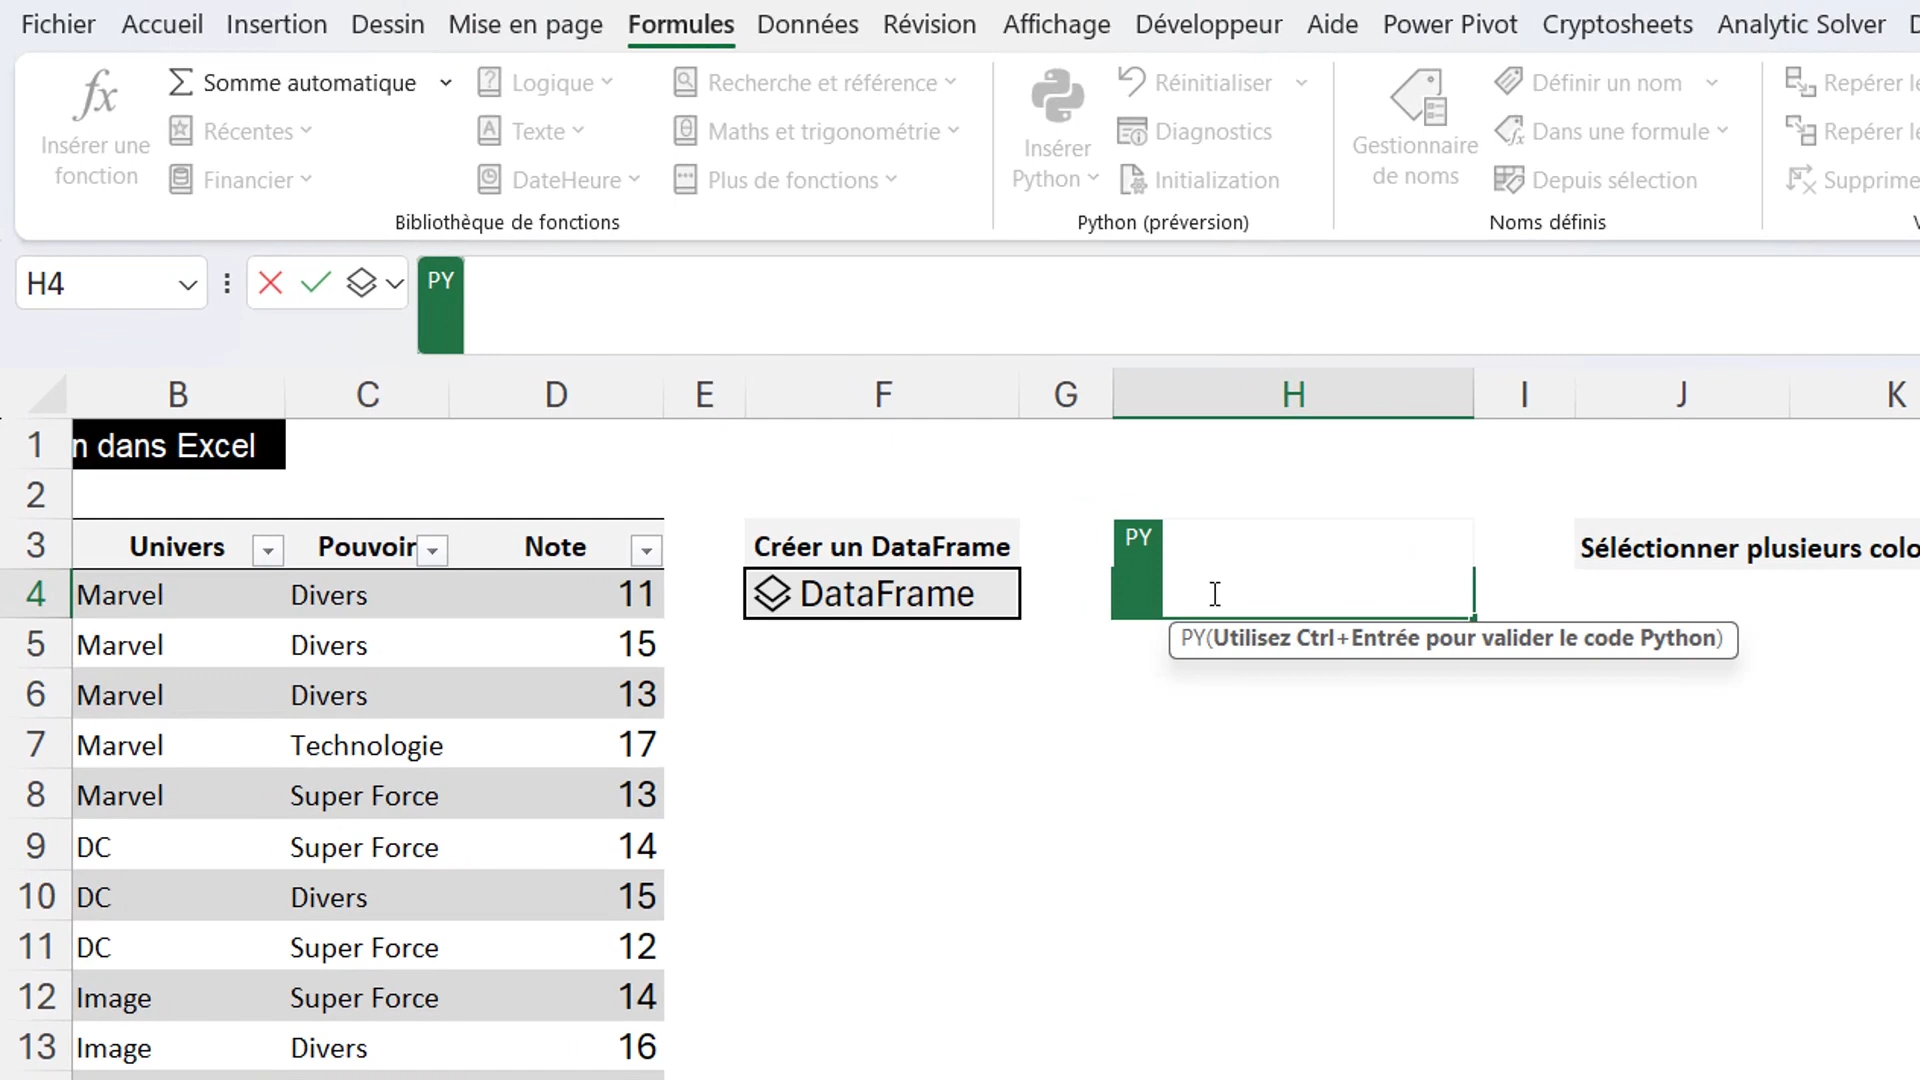 Fichier Accueil Insertion Dessin Mise en page Formules Données Révision Affichage Développeur Aide Power Pivot Cryptosheets Analytic Solver
fx Insérer une fonction
Somme automatique
Récentes
Financier
Logique
Texte
DateHeure
Recherche et référence
Maths et trigonométrie
Plus de fonctions
Bibliothèque de fonctions
Insérer Python
Réinitialiser
Diagnostics
Initialization
Python (préversion)
Gestionnaire de noms
Définir un nom
Dans une formule
Depuis sélection
Noms définis
Repérer
Repérer
Supprime
H4 PY
B C D E F G H I J K
1 n dans Excel
2
3 Univers Pouvoir Note Créer un DataFrame PY Séléctionner plusieurs colo
4 Marvel Divers 11 DataFrame
PY(Utilisez Ctrl+Entrée pour valider le code Python)
5 Marvel Divers 15
6 Marvel Divers 13
7 Marvel Technologie 17
8 Marvel Super Force 13
9 DC Super Force 14
10 DC Divers 15
11 DC Super Force 12
12 Image Super Force 14
13 Image Divers 16